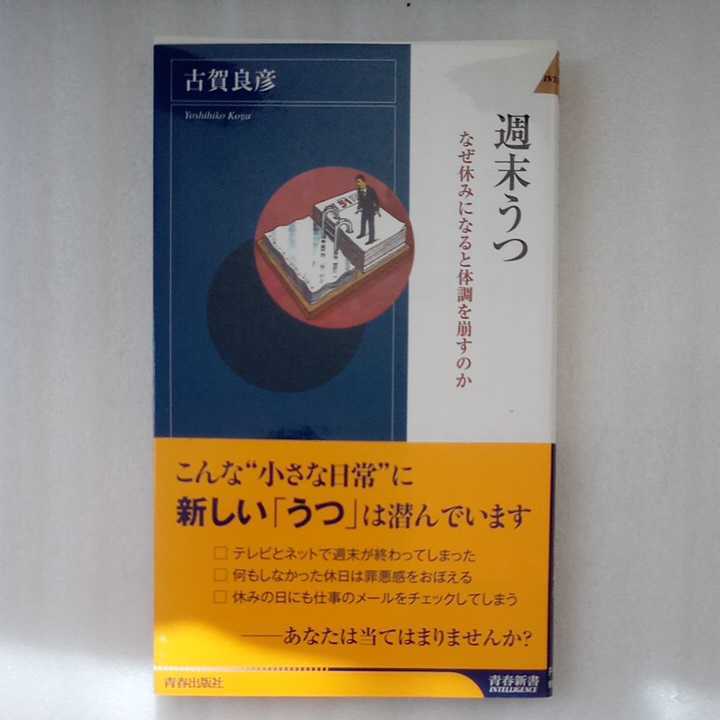 古賀良彦
Yoshihiko Koga
週末うつ
なぜ休みになると体調を崩すのか
31
こんな“小さな日常”に
新しい「うつ」は潜んでいます
□ テレビとネットで週末が終わってしまった
□ 何もしなかった休日は罪悪感をおぼえる
□ 休みの日にも仕事のメールをチェックしてしまう
――あなたは当てはまりませんか?
青春出版社
青春新書
INTELLIGENCE